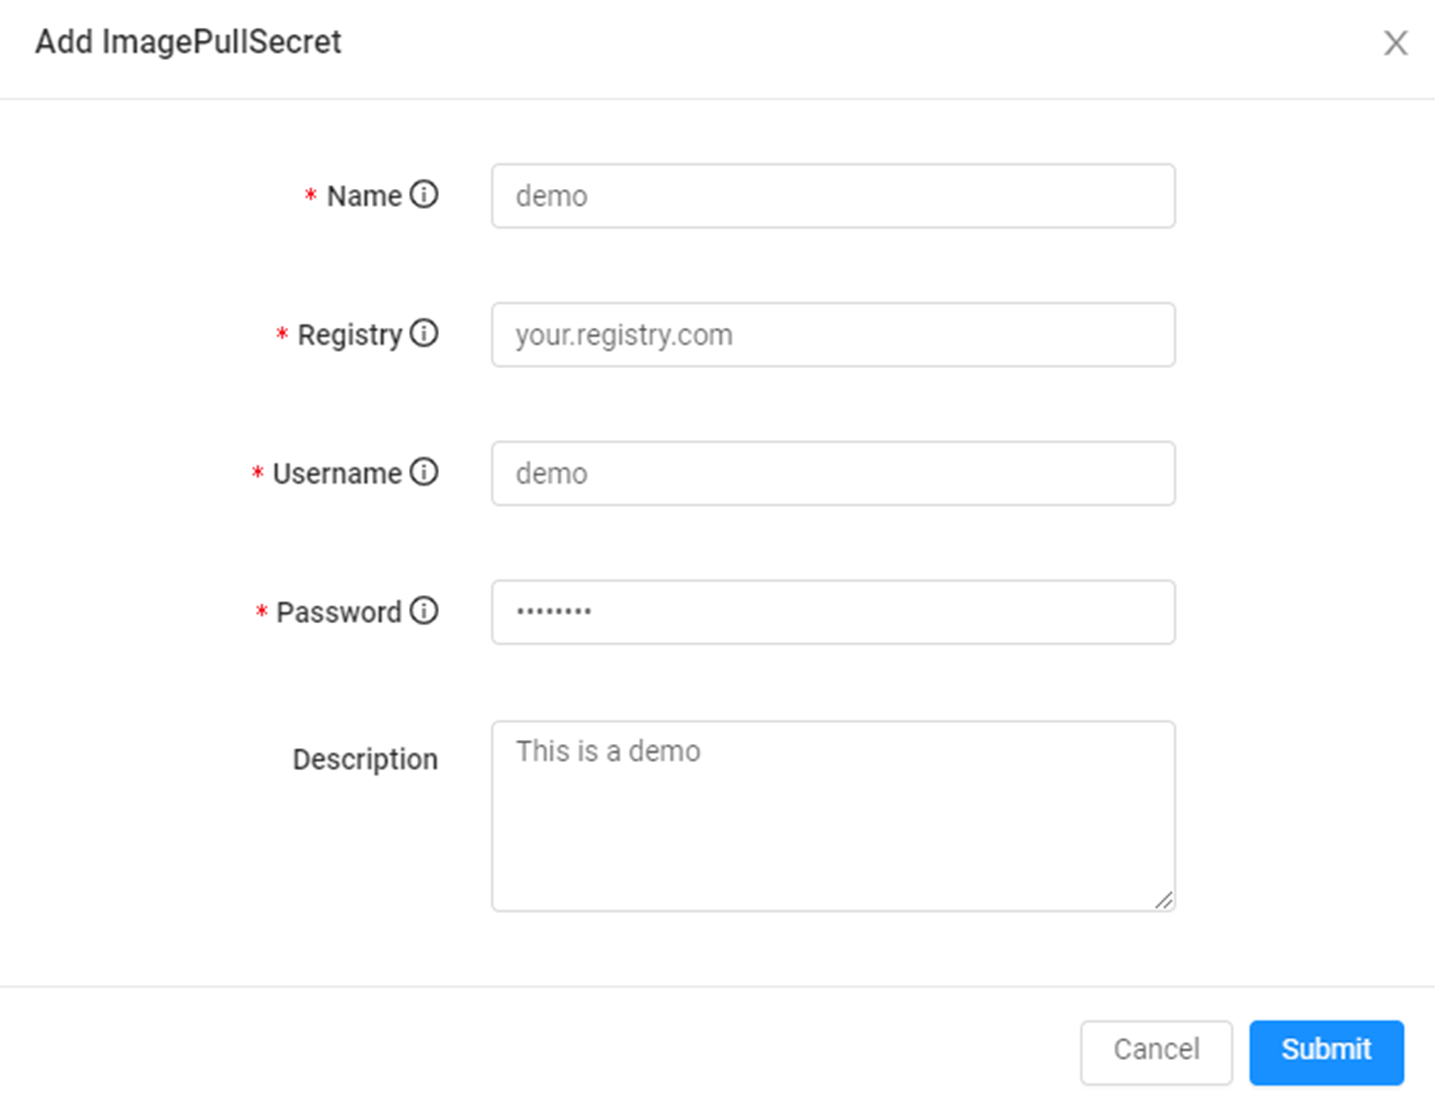 Add ImagePullSecret
* Name demo
* Registry your.registry.com
* Username demo
* Password ••••••••
Description This is a demo
Cancel Submit